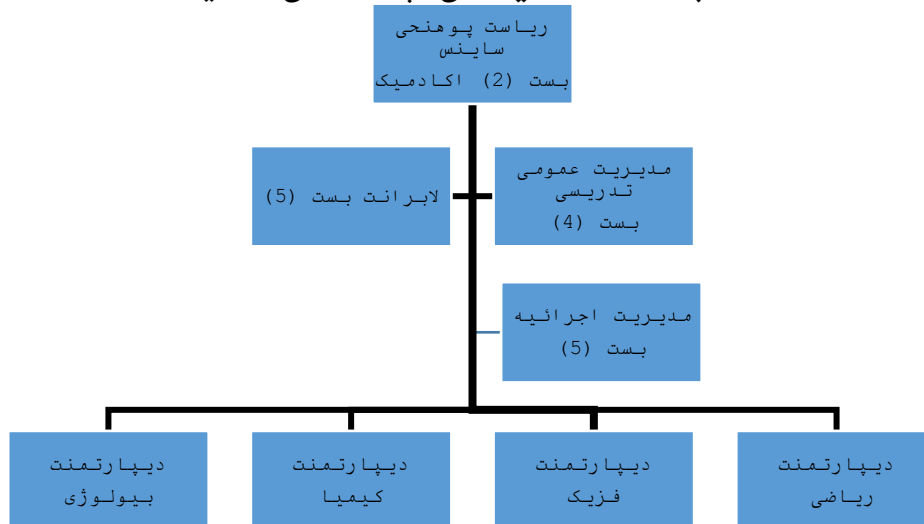 ریاست پوهنحی
ساینس
بست (2) اکادمیک
مدیریت عمومی
تدریسی
بست (4)
لابرانت بست (5)
مدیریت اجرائیه
بست (5)
دیپارتمنت
ریاضی
دیپارتمنت
فزیک
دیپارتمنت
کیمیا
دیپارتمنت
بیولوژی